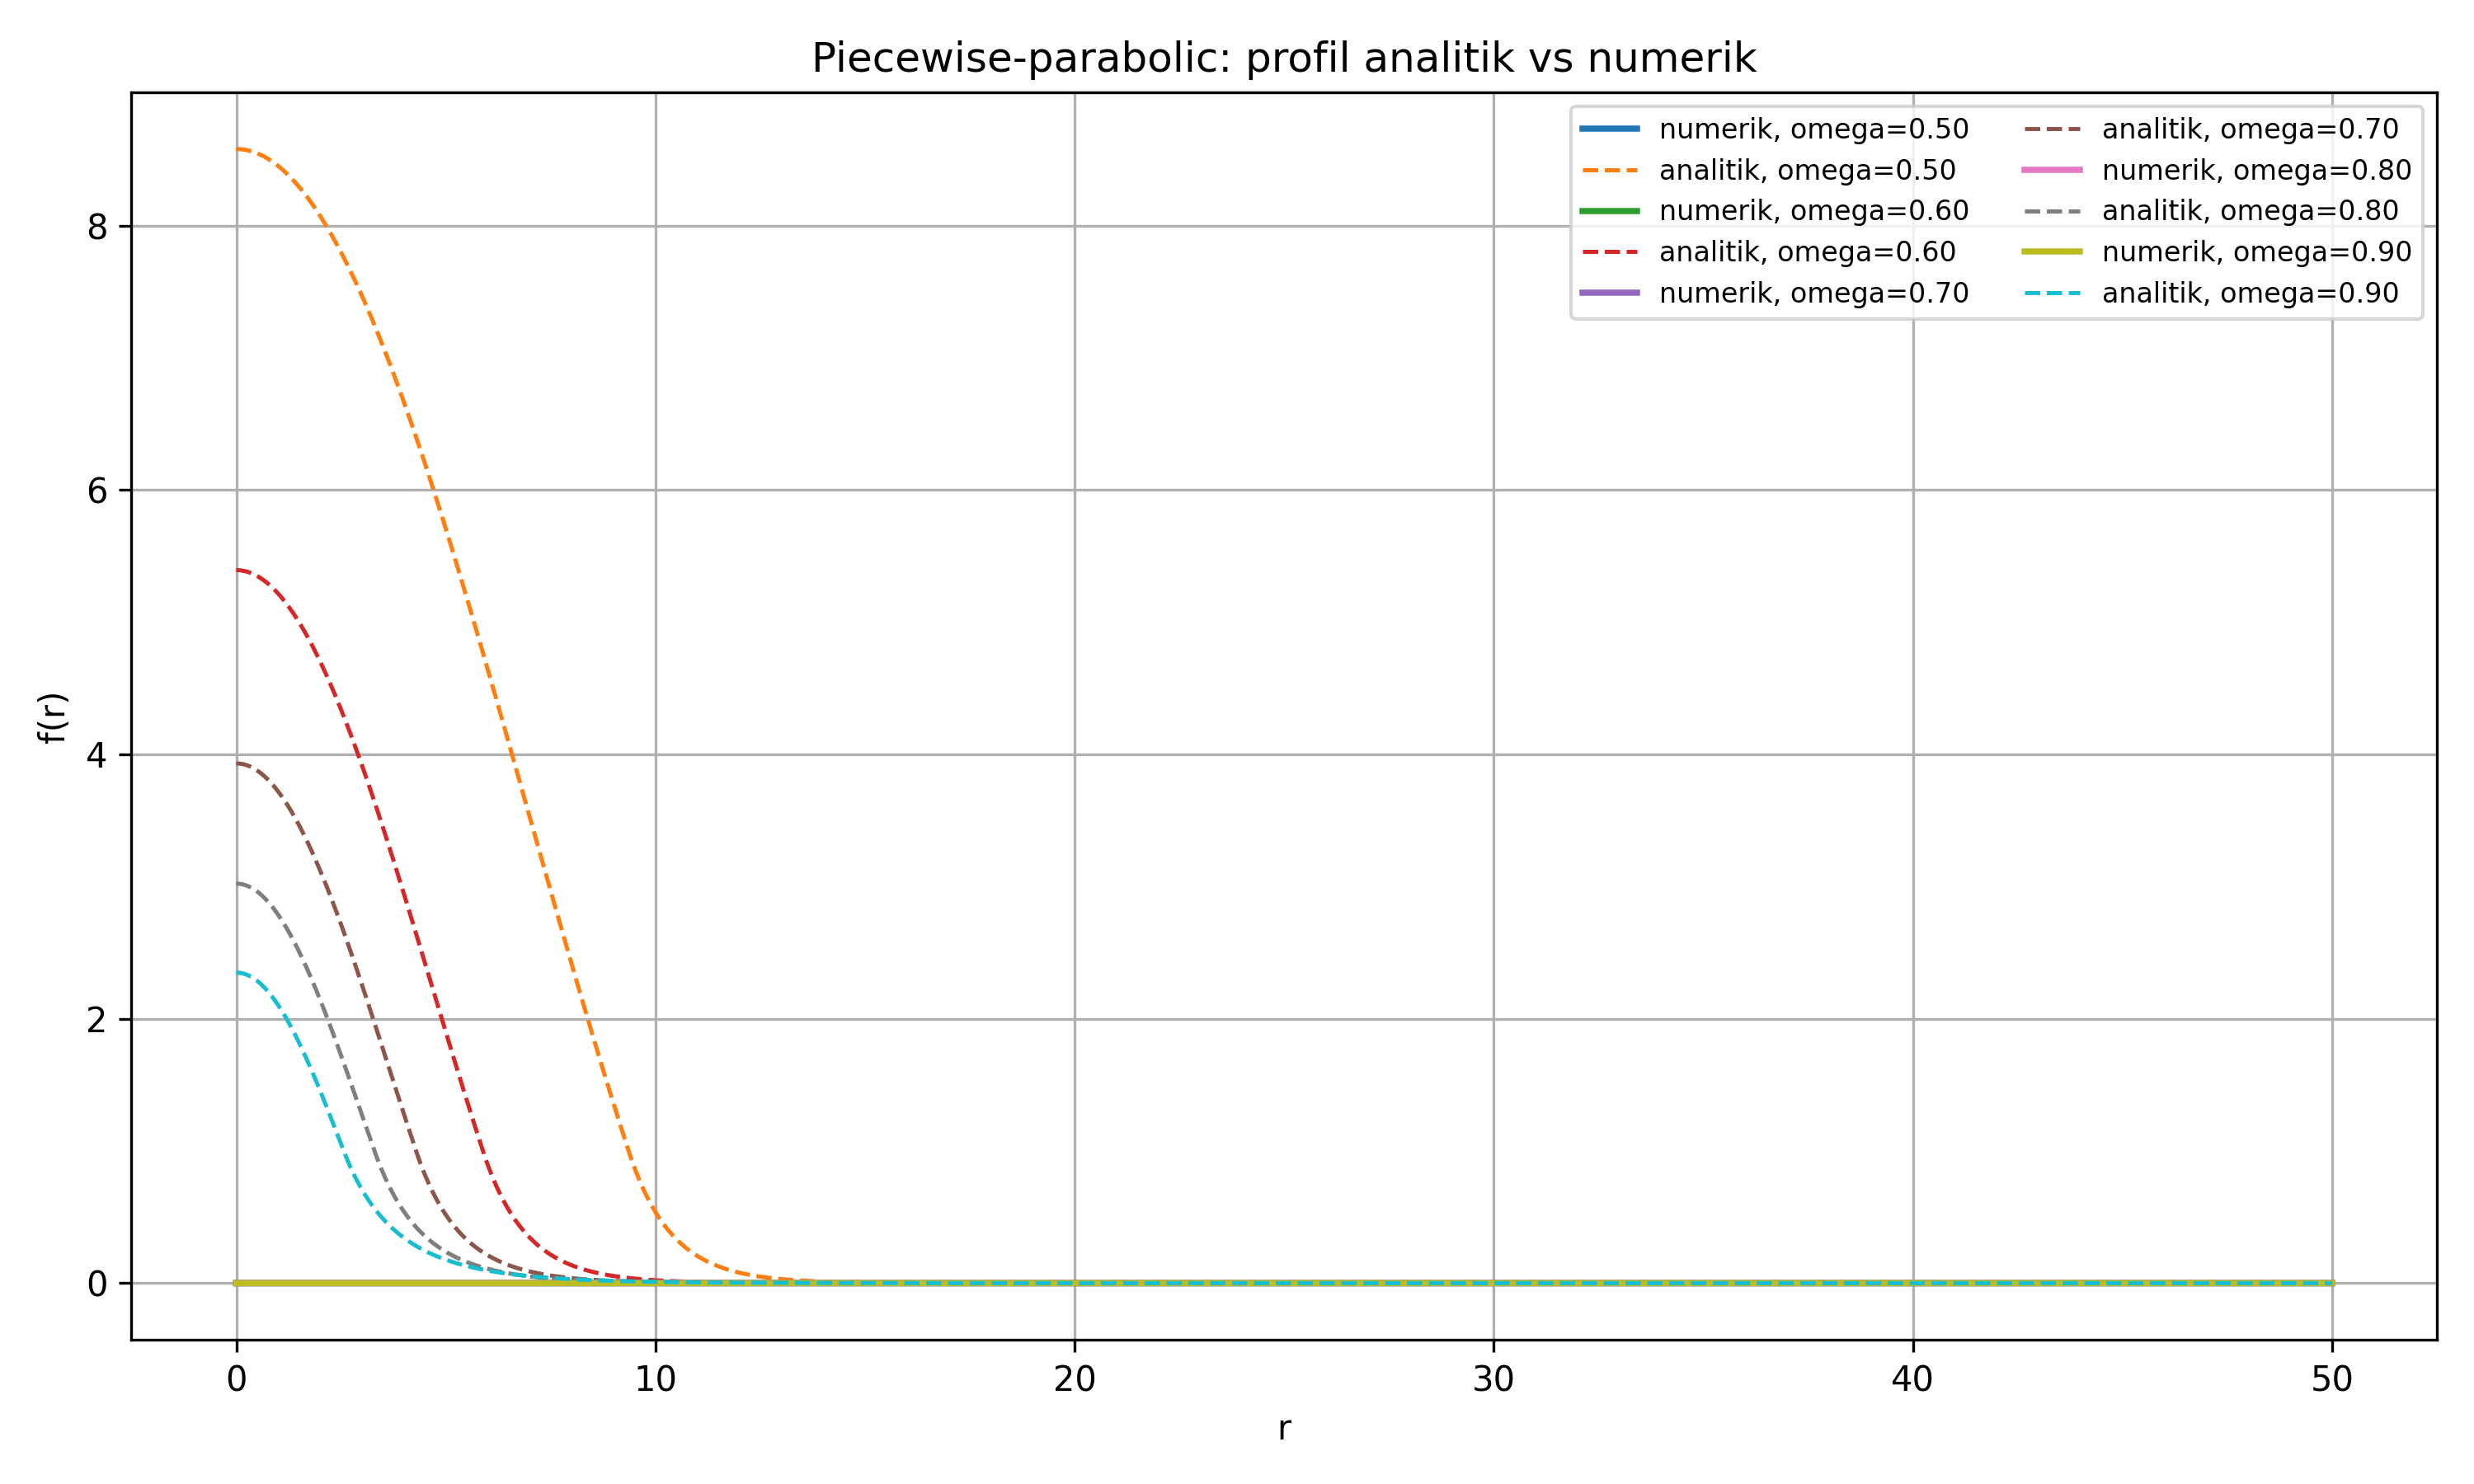 Piecewise-parabolic: profil analitik vs numerik
numerik, omega=0.50
analitik, omega=0.50
numerik, omega=0.60
analitik, omega=0.60
numerik, omega=0.70
analitik, omega=0.70
numerik, omega=0.80
analitik, omega=0.80
numerik, omega=0.90
analitik, omega=0.90
f(r)
8
6
4
2
0
0 10 20 30 40 50
r